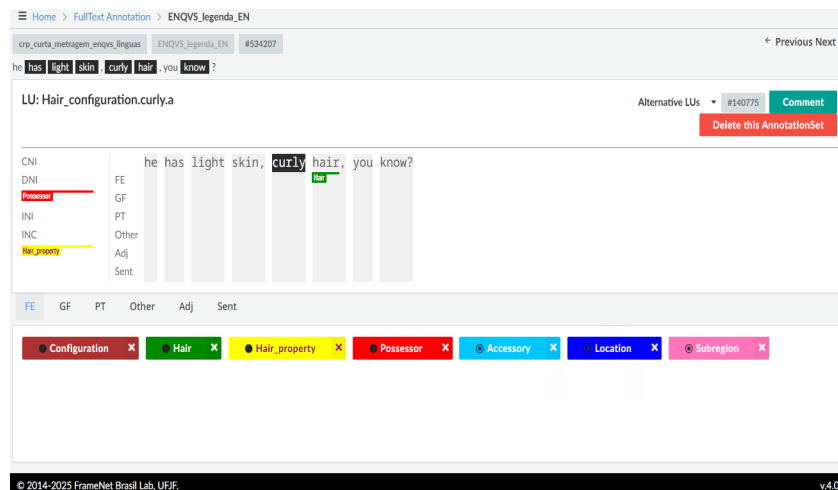 ☰ Home > FullText Annotation > ENQVS_legenda_EN
crp_curta_metragem_enqvs_linguas ENQVS_legenda_EN #534207 ← Previous Next
he has light skin , curly hair , you know ?
LU: Hair_configuration.curly.a Alternative LUs #140775 Comment
Delete this AnnotationSet
CNI he has light skin, curly hair, you know?
DNI FE Hair
Possessor GF
INI PT
INC Other
Hair_property Adj
Sent
FE GF PT Other Adj Sent
Configuration × Hair × Hair_property × Possessor × Accessory × Location × Subregion ×
© 2014-2025 FrameNet Brasil Lab, UFJF. v.4.0